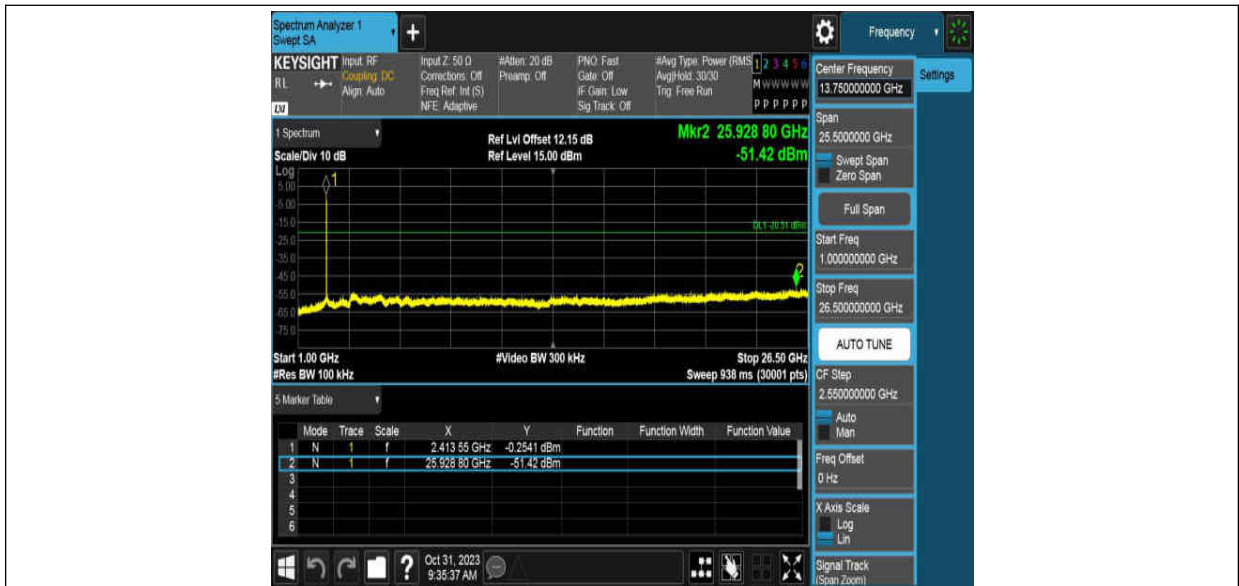 Spectrum Analyzer 1
Swept SA
Frequency
KEYSIGHT
RL
LXI
Input: RF
Coupling: DC
Align: Auto
Input Z: 50 Ω
Corrections: Off
Freq Ref: Int (S)
NFE: Adaptive
#Atten: 20 dB
Preamp: Off
PNO: Fast
Gate: Off
IF Gain: Low
Sig Track: Off
#Avg Type: Power (RMS
Avg|Hold: 30/30
Trig: Free Run
1 2 3 4 5 6
M W W W W W
P P P P P P
1 Spectrum
Scale/Div 10 dB
Ref Lvl Offset 12.15 dB
Ref Level 15.00 dBm
Mkr2 25.928 80 GHz
-51.42 dBm
Log
5.00
-5.00
-15.0
-25.0
-35.0
-45.0
-55.0
-65.0
-75.0
1
DL1 -20.51 dBm
2
Start 1.00 GHz
#Video BW 300 kHz
Stop 26.50 GHz
#Res BW 100 kHz
Sweep 938 ms (30001 pts)
5 Marker Table
Mode Trace Scale X Y Function Function Width Function Value
1 N 1 f 2.413 55 GHz -0.2541 dBm
2 N 1 f 25.928 80 GHz -51.42 dBm
3
4
5
6
Oct 31, 2023
9:35:37 AM
Center Frequency
13.750000000 GHz
Settings
Span
25.5000000 GHz
Swept Span
Zero Span
Full Span
Start Freq
1.000000000 GHz
Stop Freq
26.500000000 GHz
AUTO TUNE
CF Step
2.550000000 GHz
Auto
Man
Freq Offset
0 Hz
X Axis Scale
Log
Lin
Signal Track
(Span Zoom)